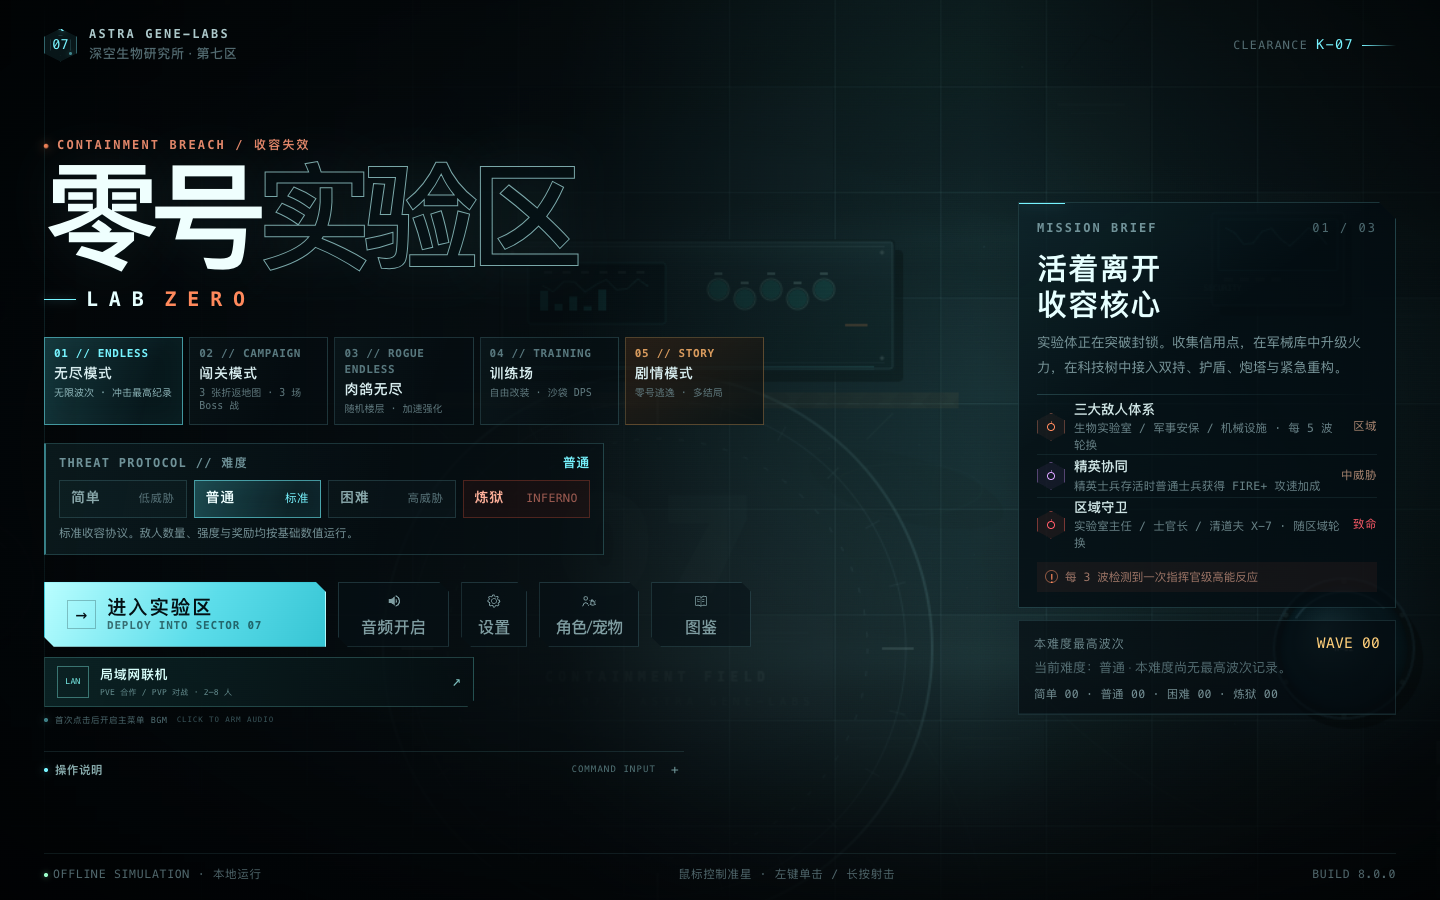 07
ASTRA GENE-LABS
深空生物研究所 · 第七区
CLEARANCE K-07
CONTAINMENT BREACH / 收容失效
零号实验区
LAB ZERO
01 // ENDLESS
无尽模式
无限波次 · 冲击最高纪录
02 // CAMPAIGN
闯关模式
3 张折返地图 · 3 场
Boss 战
03 // ROGUE
ENDLESS
肉鸽无尽
随机楼层 · 加速强化
04 // TRAINING
训练场
自由改装 · 沙袋 DPS
05 // STORY
剧情模式
零号逃逸 · 多结局
THREAT PROTOCOL // 难度
普通
简单 低威胁
普通 标准
困难 高威胁
炼狱 INFERNO
标准收容协议。敌人数量、强度与奖励均按基础数值运行。
→
进入实验区
DEPLOY INTO SECTOR 07
音频开启
设置
角色/宠物
图鉴
LAN
局域网联机
PVE 合作 / PVP 对战 · 2–8 人
↗
首次点击后开启主菜单 BGM CLICK TO ARM AUDIO
操作说明
COMMAND INPUT +
MISSION BRIEF
01 / 03
活着离开
收容核心
实验体正在突破封锁。收集信用点，在军械库中升级火
力，在科技树中接入双持、护盾、炮塔与紧急重构。
三大敌人体系
生物实验室 / 军事安保 / 机械设施 · 每 5 波
轮换
区域
精英协同
精英士兵存活时普通士兵获得 FIRE+ 攻速加成
中威胁
区域守卫
实验室主任 / 士官长 / 清道夫 X-7 · 随区域轮
换
致命
每 3 波检测到一次指挥官级高能反应
本难度最高波次
WAVE 00
当前难度：普通 · 本难度尚无最高波次记录。
简单 00 · 普通 00 · 困难 00 · 炼狱 00
OFFLINE SIMULATION · 本地运行
鼠标控制准星 · 左键单击 / 长按射击
BUILD 8.0.0